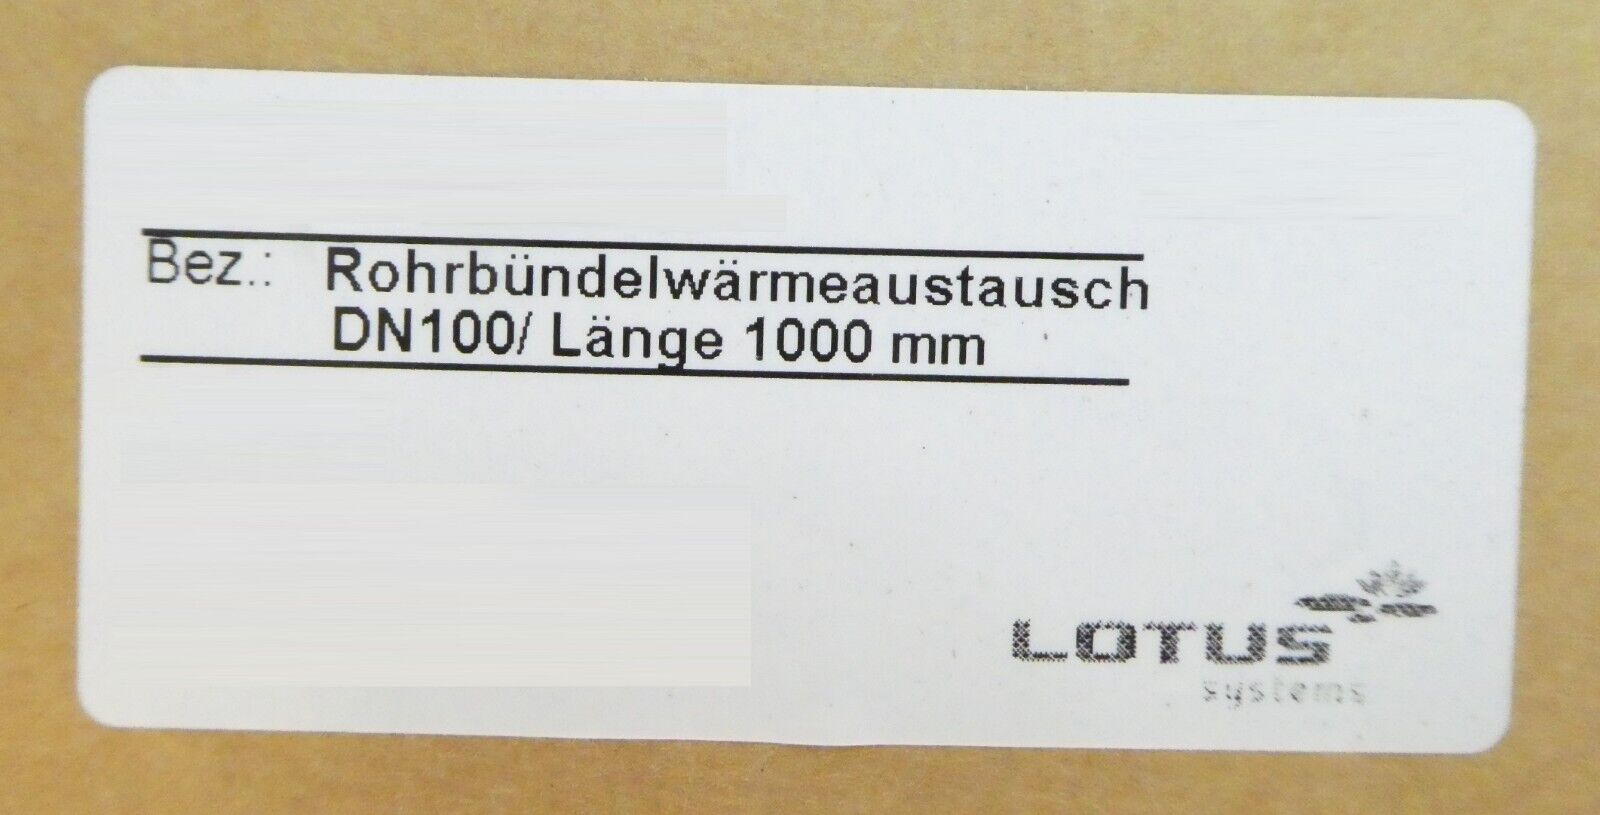 Bez.: Rohrbündelwärmeaustausch
DN100/ Länge 1000 mm
LOTUS
systems